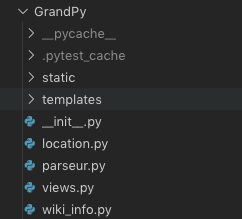 GrandPy
__pycache__
.pytest_cache
static
templates
__init__.py
location.py
parseur.py
views.py
wiki_info.py